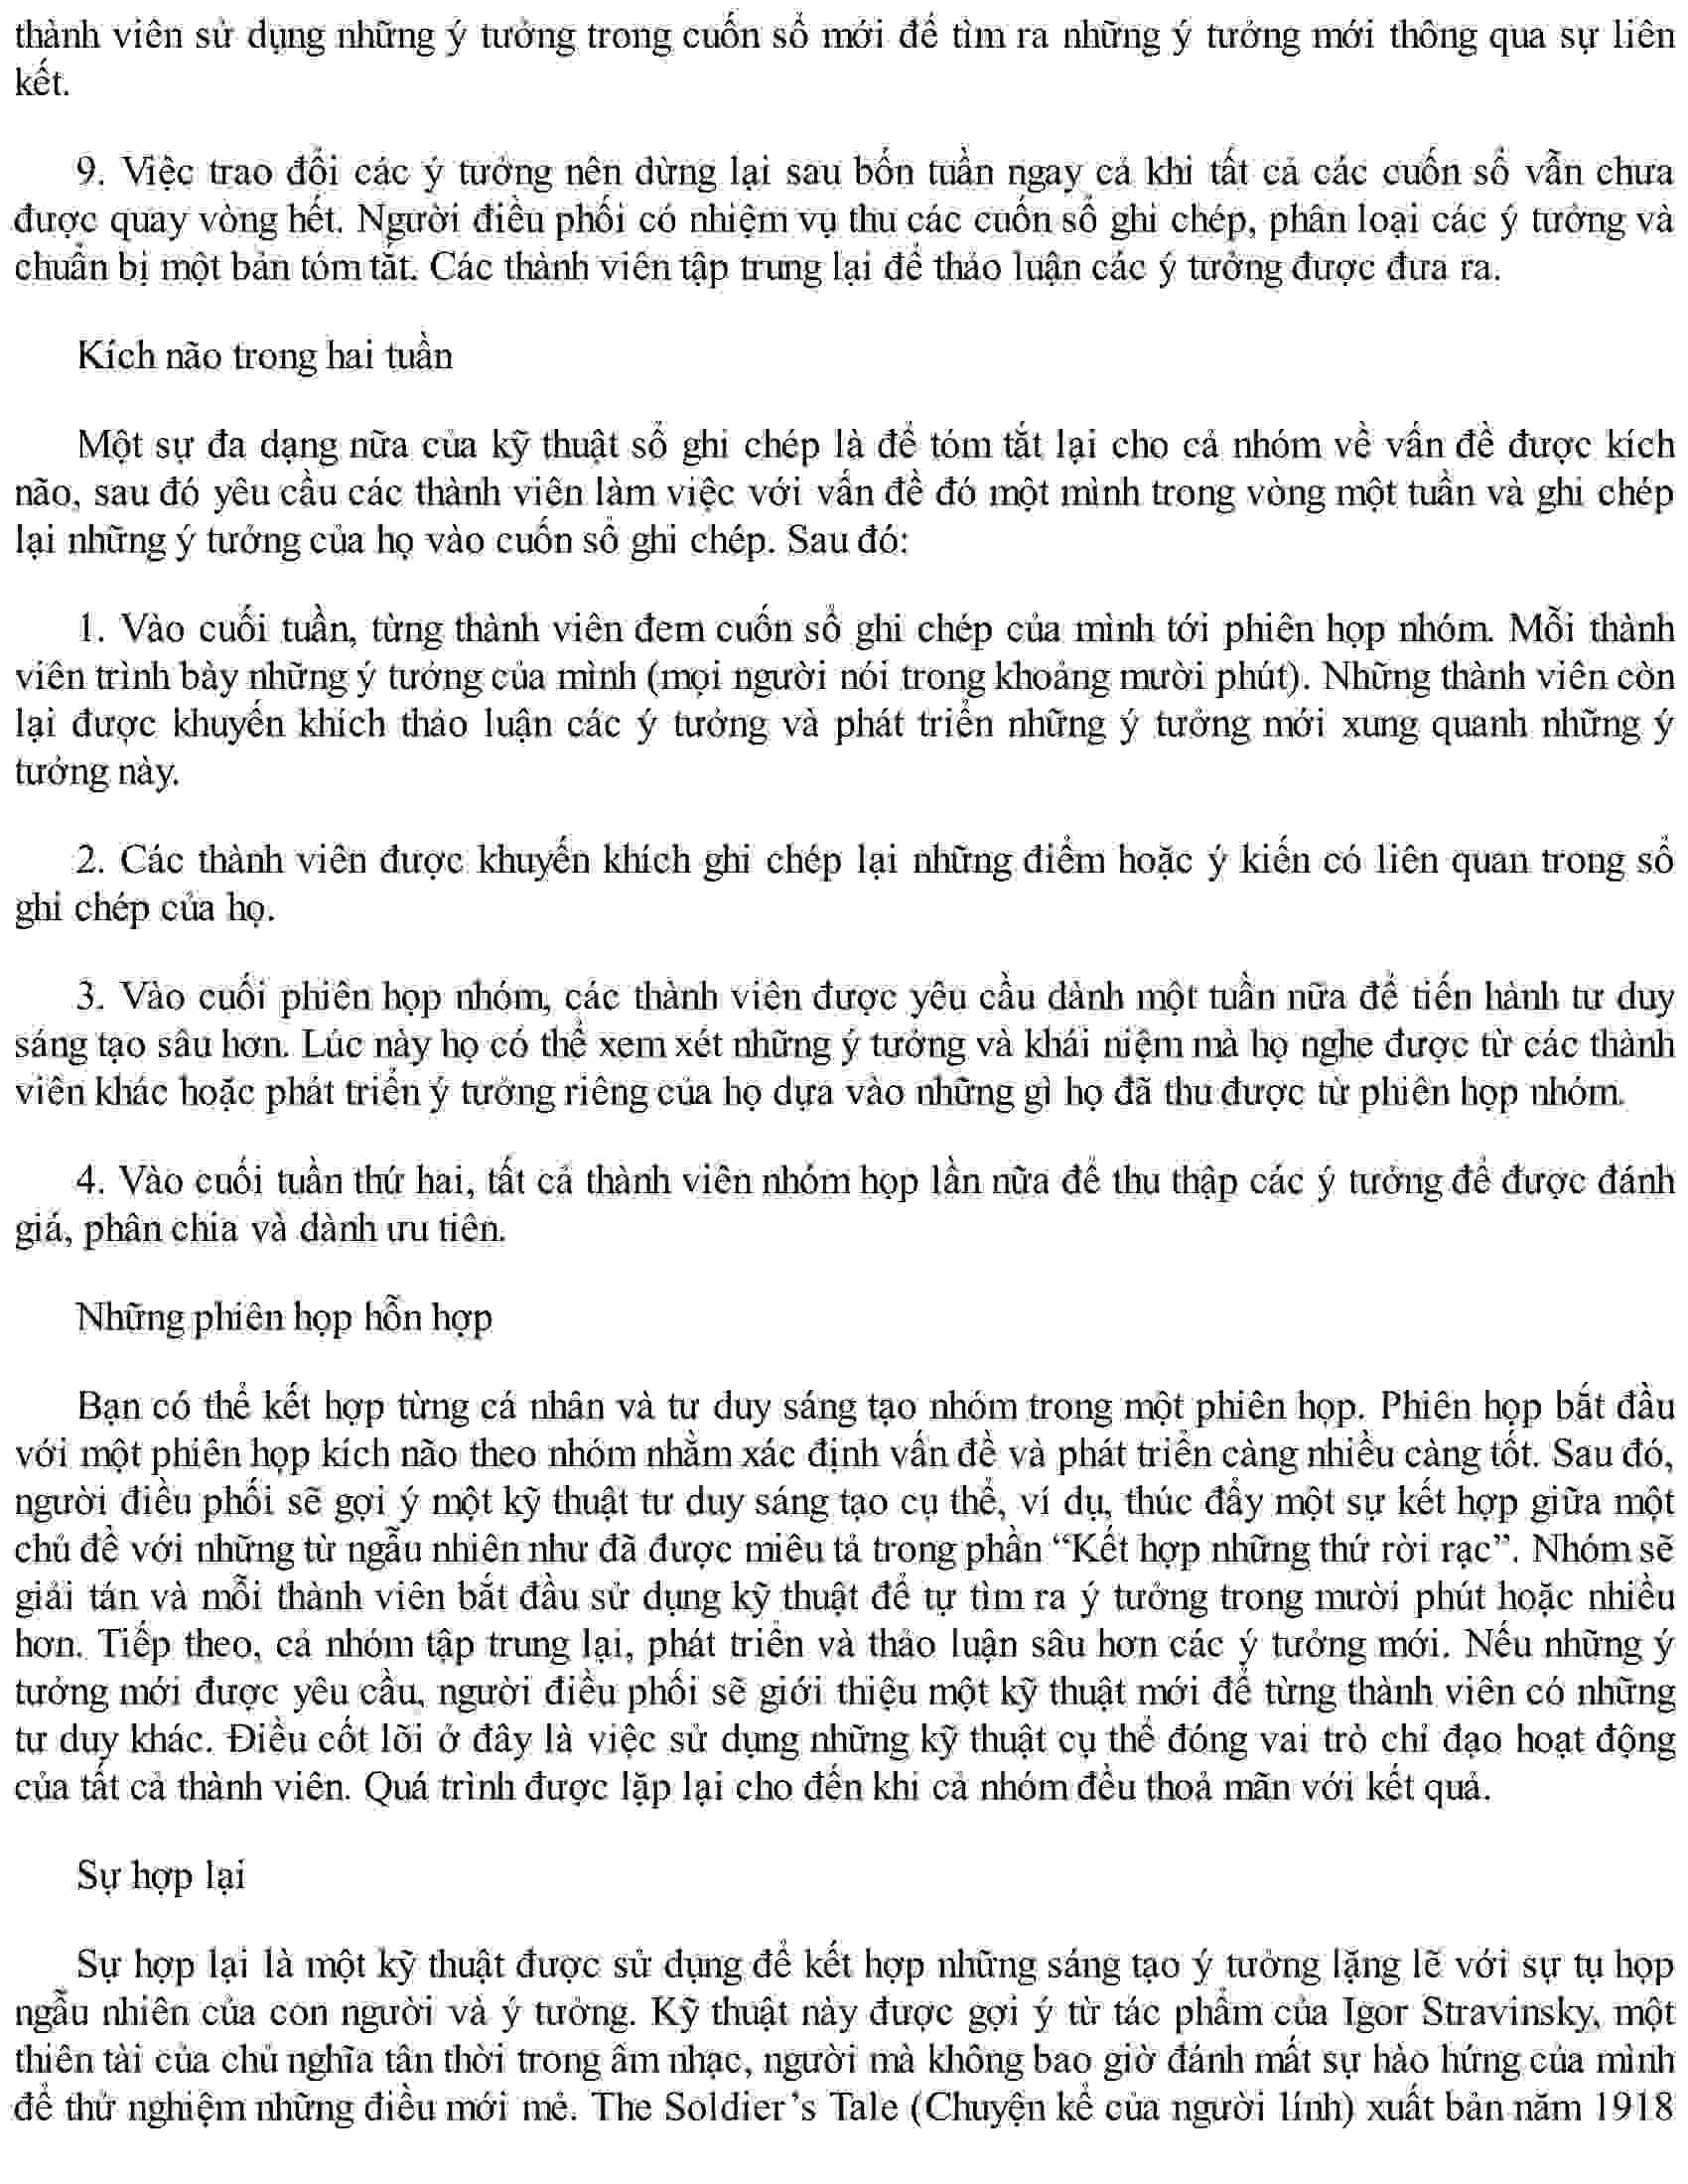 thành viên sử dụng những ý tưởng trong cuốn sổ mới để tìm ra những ý tưởng mới thông qua sự liên
kết.
9. Việc trao đổi các ý tưởng nên dừng lại sau bốn tuần ngay cả khi tất cả các cuốn sổ vẫn chưa
được quay vòng hết. Người điều phối có nhiệm vụ thu các cuốn sổ ghi chép, phân loại các ý tưởng và
chuẩn bị một bản tóm tắt. Các thành viên tập trung lại để thảo luận các ý tưởng được đưa ra.
Kích não trong hai tuần
Một sự đa dạng nữa của kỹ thuật sổ ghi chép là để tóm tắt lại cho cả nhóm về vấn đề được kích
não, sau đó yêu cầu các thành viên làm việc với vấn đề đó một mình trong vòng một tuần và ghi chép
lại những ý tưởng của họ vào cuốn sổ ghi chép. Sau đó:
1. Vào cuối tuần, từng thành viên đem cuốn sổ ghi chép của mình tới phiên họp nhóm. Mỗi thành
viên trình bày những ý tưởng của mình (mọi người nói trong khoảng mười phút). Những thành viên còn
lại được khuyến khích thảo luận các ý tưởng và phát triển những ý tưởng mới xung quanh những ý
tưởng này.
2. Các thành viên được khuyến khích ghi chép lại những điểm hoặc ý kiến có liên quan trong sổ
ghi chép của họ.
3. Vào cuối phiên họp nhóm, các thành viên được yêu cầu dành một tuần nữa để tiến hành tư duy
sáng tạo sâu hơn. Lúc này họ có thể xem xét những ý tưởng và khái niệm mà họ nghe được từ các thành
viên khác hoặc phát triển ý tưởng riêng của họ dựa vào những gì họ đã thu được từ phiên họp nhóm.
4. Vào cuối tuần thứ hai, tất cả thành viên nhóm họp lần nữa để thu thập các ý tưởng để được đánh
giá, phân chia và dành ưu tiên.
Những phiên họp hỗn hợp
Bạn có thể kết hợp từng cá nhân và tư duy sáng tạo nhóm trong một phiên họp. Phiên họp bắt đầu
với một phiên họp kích não theo nhóm nhằm xác định vấn đề và phát triển càng nhiều càng tốt. Sau đó,
người điều phối sẽ gợi ý một kỹ thuật tư duy sáng tạo cụ thể, ví dụ, thúc đẩy một sự kết hợp giữa một
chủ đề với những từ ngẫu nhiên như đã được miêu tả trong phần “Kết hợp những thứ rời rạc”. Nhóm sẽ
giải tán và mỗi thành viên bắt đầu sử dụng kỹ thuật để tự tìm ra ý tưởng trong mười phút hoặc nhiều
hơn. Tiếp theo, cả nhóm tập trung lại, phát triển và thảo luận sâu hơn các ý tưởng mới. Nếu những ý
tưởng mới được yêu cầu, người điều phối sẽ giới thiệu một kỹ thuật mới để từng thành viên có những
tư duy khác. Điều cốt lõi ở đây là việc sử dụng những kỹ thuật cụ thể đóng vai trò chỉ đạo hoạt động
của tất cả thành viên. Quá trình được lặp lại cho đến khi cả nhóm đều thoả mãn với kết quả.
Sự hợp lại
Sự hợp lại là một kỹ thuật được sử dụng để kết hợp những sáng tạo ý tưởng lặng lẽ với sự tụ họp
ngẫu nhiên của con người và ý tưởng. Kỹ thuật này được gợi ý từ tác phẩm của Igor Stravinsky, một
thiên tài của chủ nghĩa tân thời trong âm nhạc, người mà không bao giờ đánh mất sự hào hứng của mình
để thử nghiệm những điều mới mẻ. The Soldier’s Tale (Chuyện kể của người lính) xuất bản năm 1918